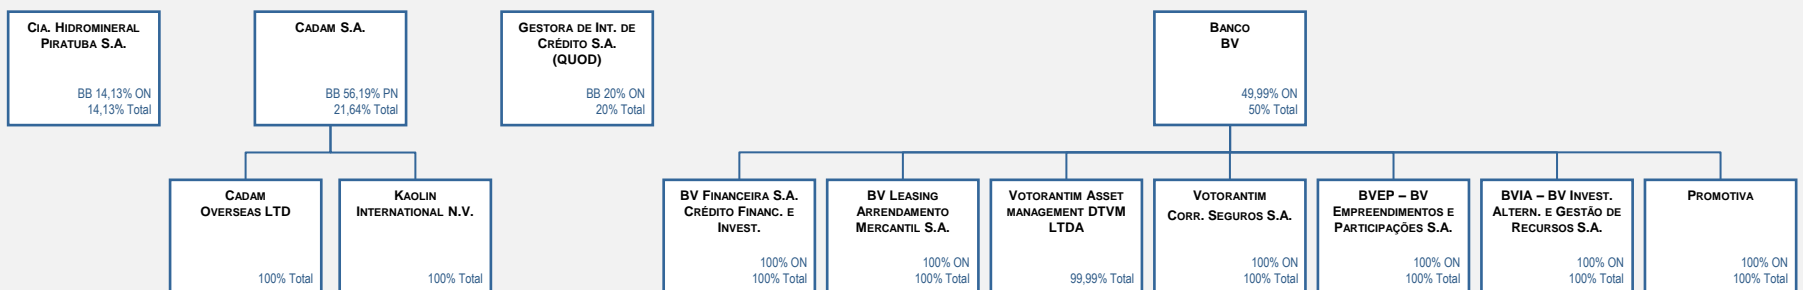 CIA. HIDROMINERAL
PIRATUBA S.A.
BB 14,13% ON
14,13% Total
CADAM S.A.
BB 56,19% PN
21,64% Total
GESTORA DE INT. DE
CRÉDITO S.A.
(QUOD)
BB 20% ON
20% Total
BANCO
BV
49,99% ON
50% Total
CADAM
OVERSEAS LTD
100% Total
KAOLIN
INTERNATIONAL N.V.
100% Total
BV FINANCEIRA S.A.
CRÉDITO FINANC. E
INVEST.
100% ON
100% Total
BV LEASING
ARRENDAMENTO
MERCANTIL S.A.
100% ON
100% Total
VOTORANTIM ASSET
MANAGEMENT DTVM
LTDA
99,99% Total
VOTORANTIM
CORR. SEGUROS S.A.
100% ON
100% Total
BVEP – BV
EMPREENDIMENTOS E
PARTICIPAÇÕES S.A.
100% ON
100% Total
BVIA – BV INVEST.
ALTERN. E GESTÃO DE
RECURSOS S.A.
100% ON
100% Total
PROMOTIVA
100% ON
100% Total